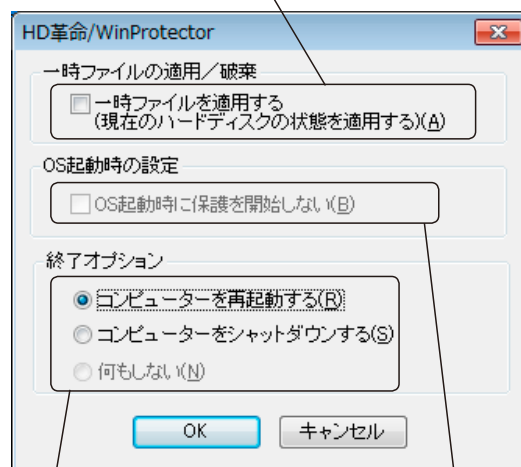 HD革命/WinProtector
一時ファイルの適用／破棄
一時ファイルを適用する
(現在のハードディスクの状態を適用する)(A)
OS起動時の設定
OS起動時に保護を開始しない(B)
終了オプション
コンピューターを再起動する(R)
コンピューターをシャットダウンする(S)
何もしない(N)
OK
キャンセル